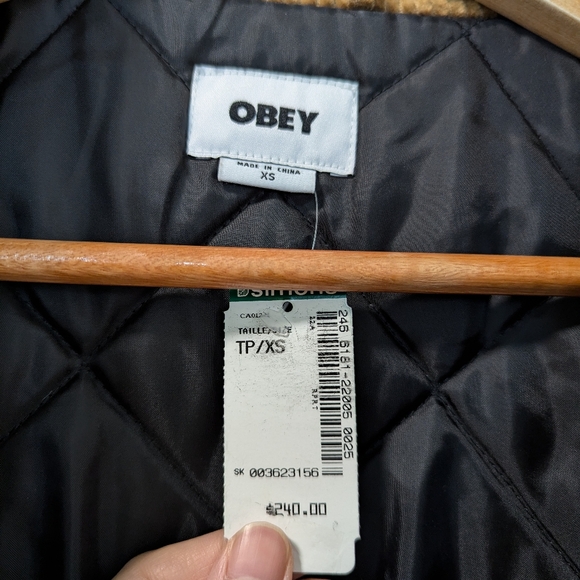 OBEY
MADE IN CHINA
XS
simons
TAILLE/SIZE
TP/XS
246 6181-22005 0025
SK 003623156
$240.00